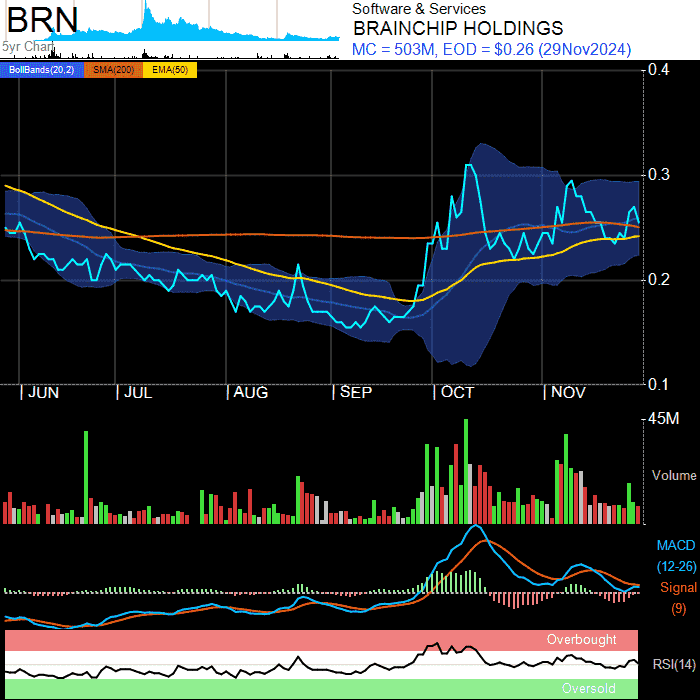 BRN
5yr Chart
Software & Services
BRAINCHIP HOLDINGS
MC = 503M, EOD = $0.26 (29Nov2024)
BollBands(20,2) SMA(200) EMA(50)
0.4
0.3
0.2
0.1
JUN JUL AUG SEP OCT NOV
45M
Volume
MACD
(12-26)
Signal
(9)
Overbought
RSI(14)
Oversold